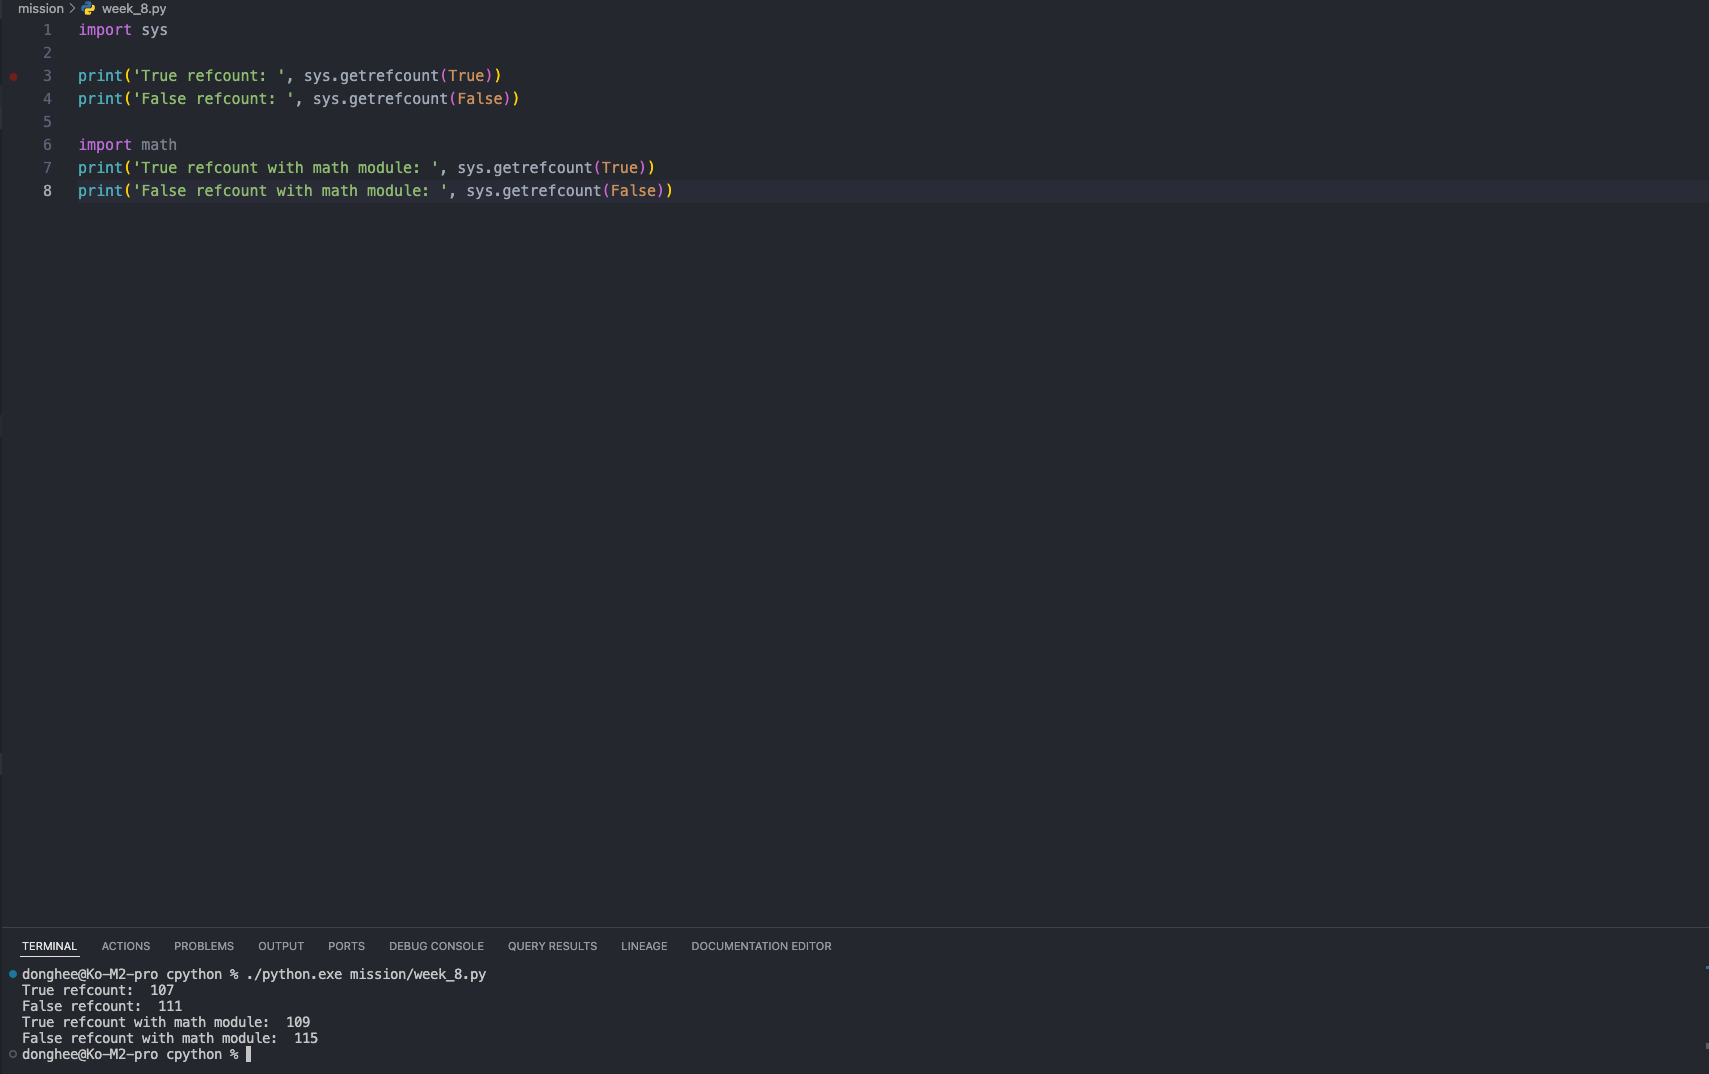 mission > week_8.py
1 import sys
2
3 print('True refcount: ', sys.getrefcount(True))
4 print('False refcount: ', sys.getrefcount(False))
5
6 import math
7 print('True refcount with math module: ', sys.getrefcount(True))
8 print('False refcount with math module: ', sys.getrefcount(False))
TERMINAL ACTIONS PROBLEMS OUTPUT PORTS DEBUG CONSOLE QUERY RESULTS LINEAGE DOCUMENTATION EDITOR
donghee@Ko-M2-pro cpython % ./python.exe mission/week_8.py
True refcount:  107
False refcount:  111
True refcount with math module:  109
False refcount with math module:  115
donghee@Ko-M2-pro cpython %